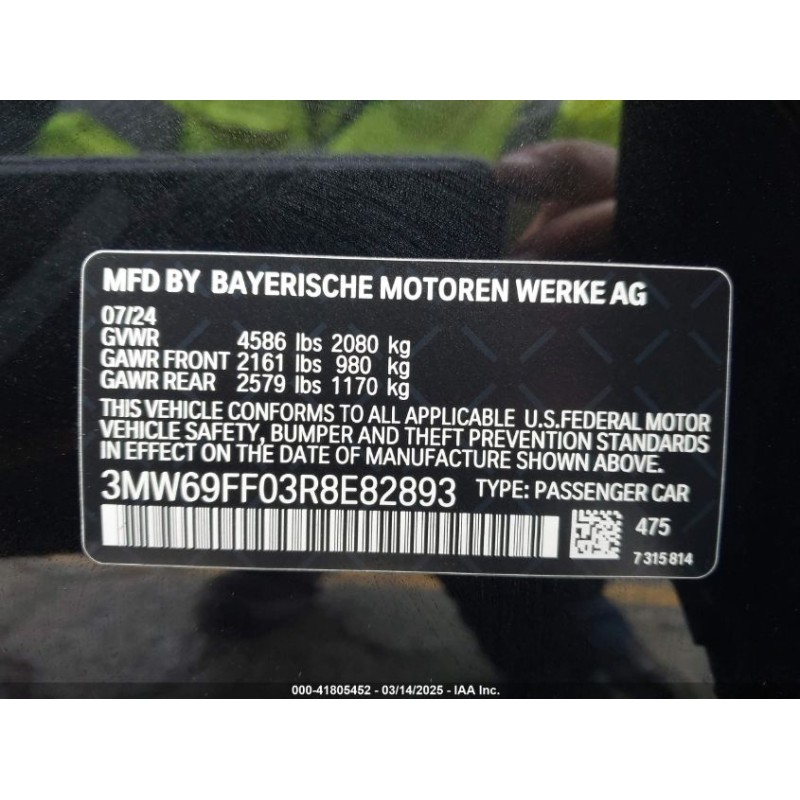 MFD BY BAYERISCHE MOTOREN WERKE AG
07/24
GVWR 4586 lbs 2080 kg
GAWR FRONT 2161 lbs 980 kg
GAWR REAR 2579 lbs 1170 kg
THIS VEHICLE CONFORMS TO ALL APPLICABLE U.S.FEDERAL MOTOR
VEHICLE SAFETY, BUMPER AND THEFT PREVENTION STANDARDS
IN EFFECT ON THE DATE OF MANUFACTURE SHOWN ABOVE.
3MW69FF03R8E82893 TYPE: PASSENGER CAR
475
7315814
000-41805452 - 03/14/2025 - IAA Inc.